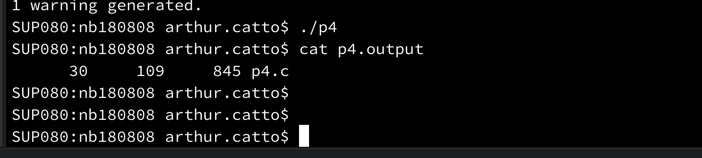 1 warning generated.
SUP080:nb180808 arthur.catto$ ./p4
SUP080:nb180808 arthur.catto$ cat p4.output
      30     109     845 p4.c
SUP080:nb180808 arthur.catto$
SUP080:nb180808 arthur.catto$
SUP080:nb180808 arthur.catto$